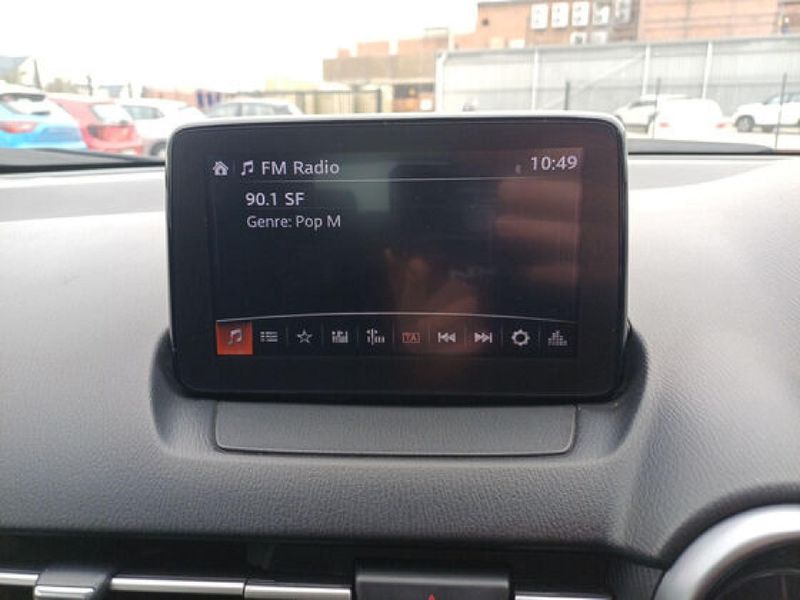 FM Radio 10:49
90.1 SF
Genre: Pop M
TA